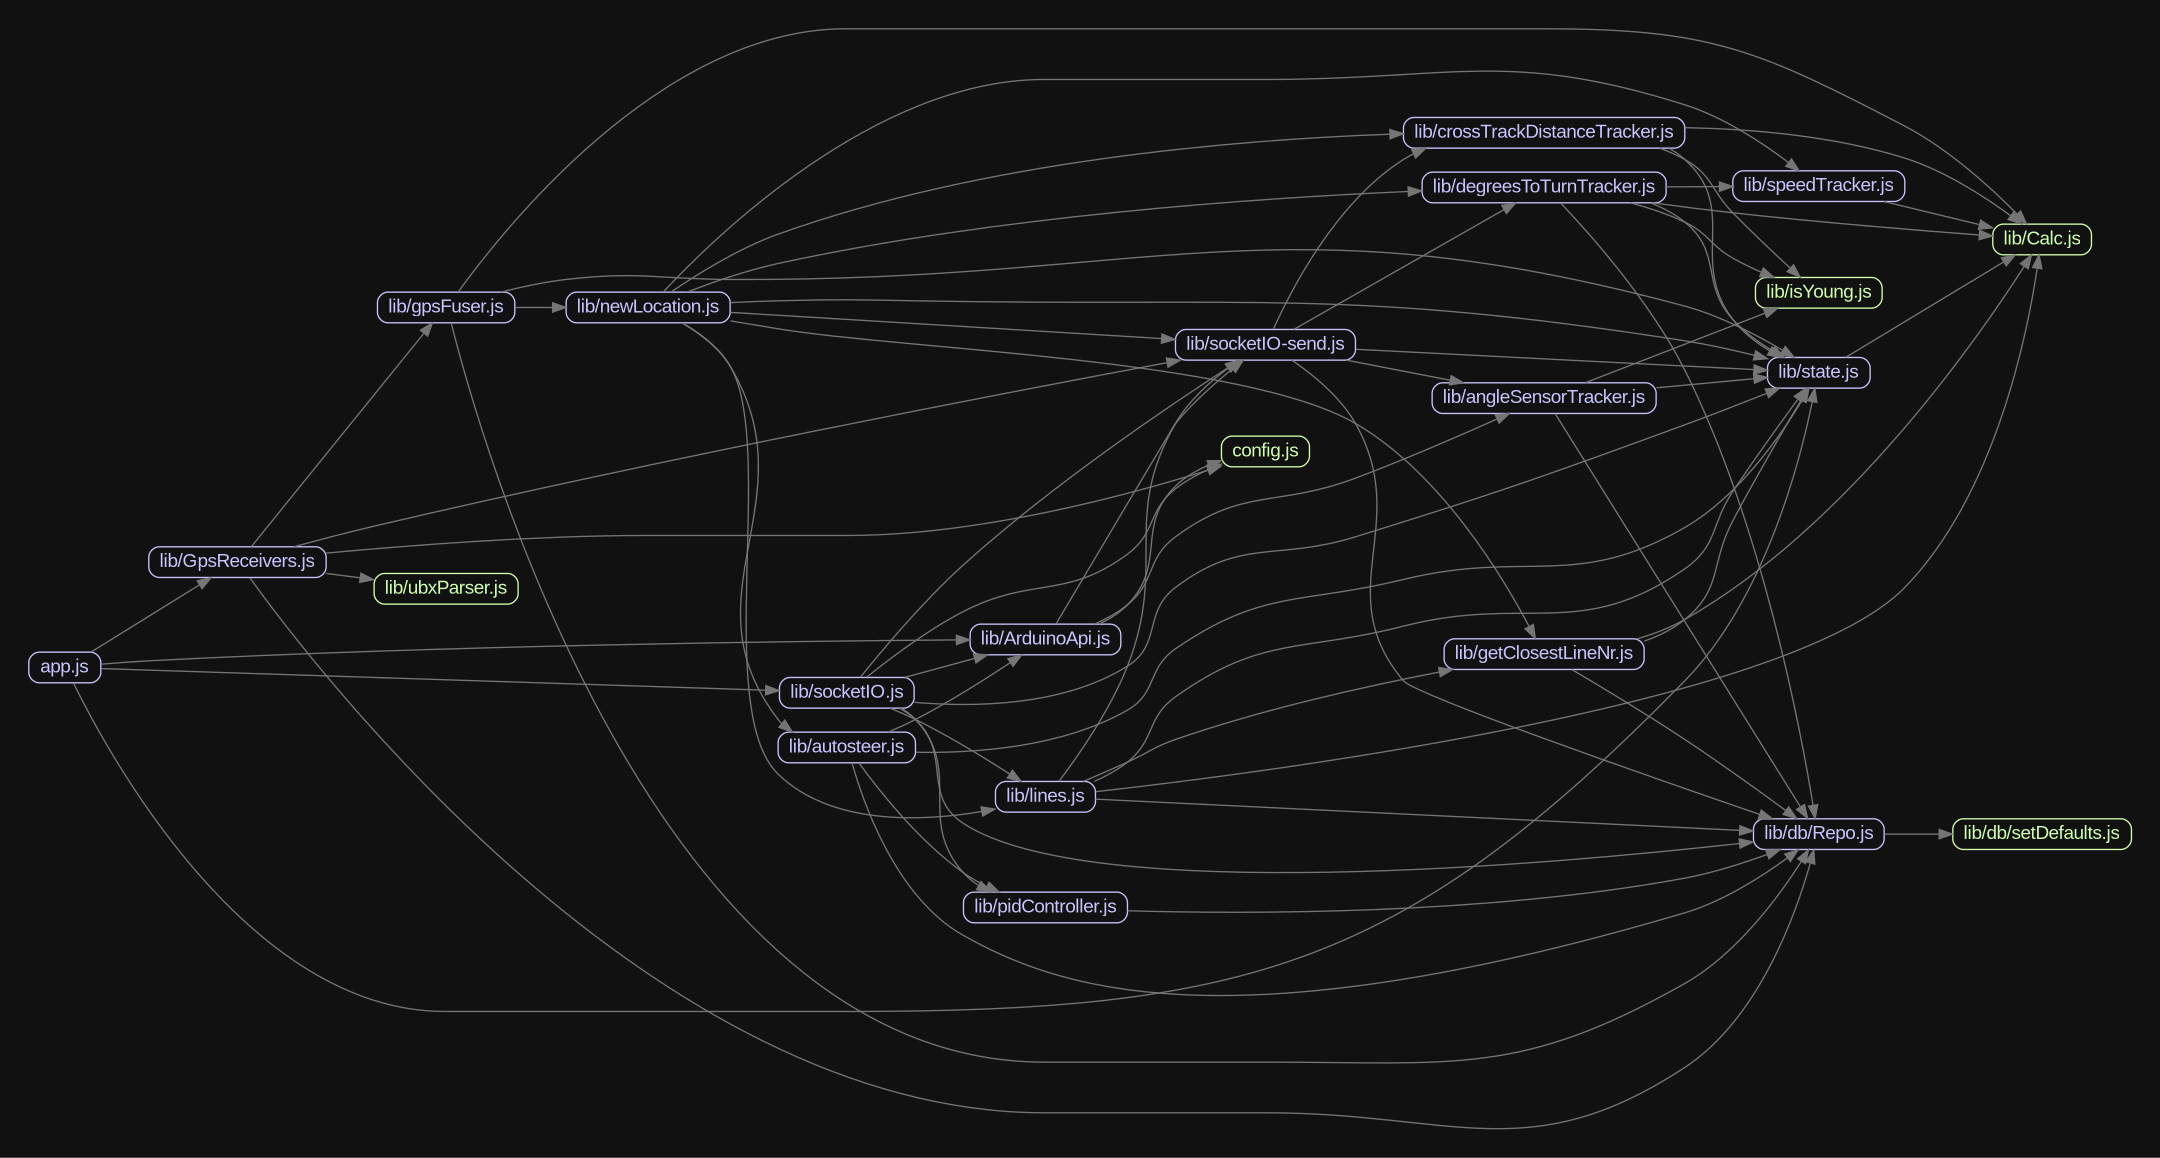 lib/crossTrackDistanceTracker.js
lib/degreesToTurnTracker.js
lib/speedTracker.js
lib/Calc.js
lib/isYoung.js
lib/gpsFuser.js
lib/newLocation.js
lib/socketIO-send.js
lib/state.js
lib/angleSensorTracker.js
config.js
lib/GpsReceivers.js
lib/ubxParser.js
lib/ArduinoApi.js
lib/getClosestLineNr.js
app.js
lib/socketIO.js
lib/autosteer.js
lib/lines.js
lib/db/Repo.js
lib/db/setDefaults.js
lib/pidController.js